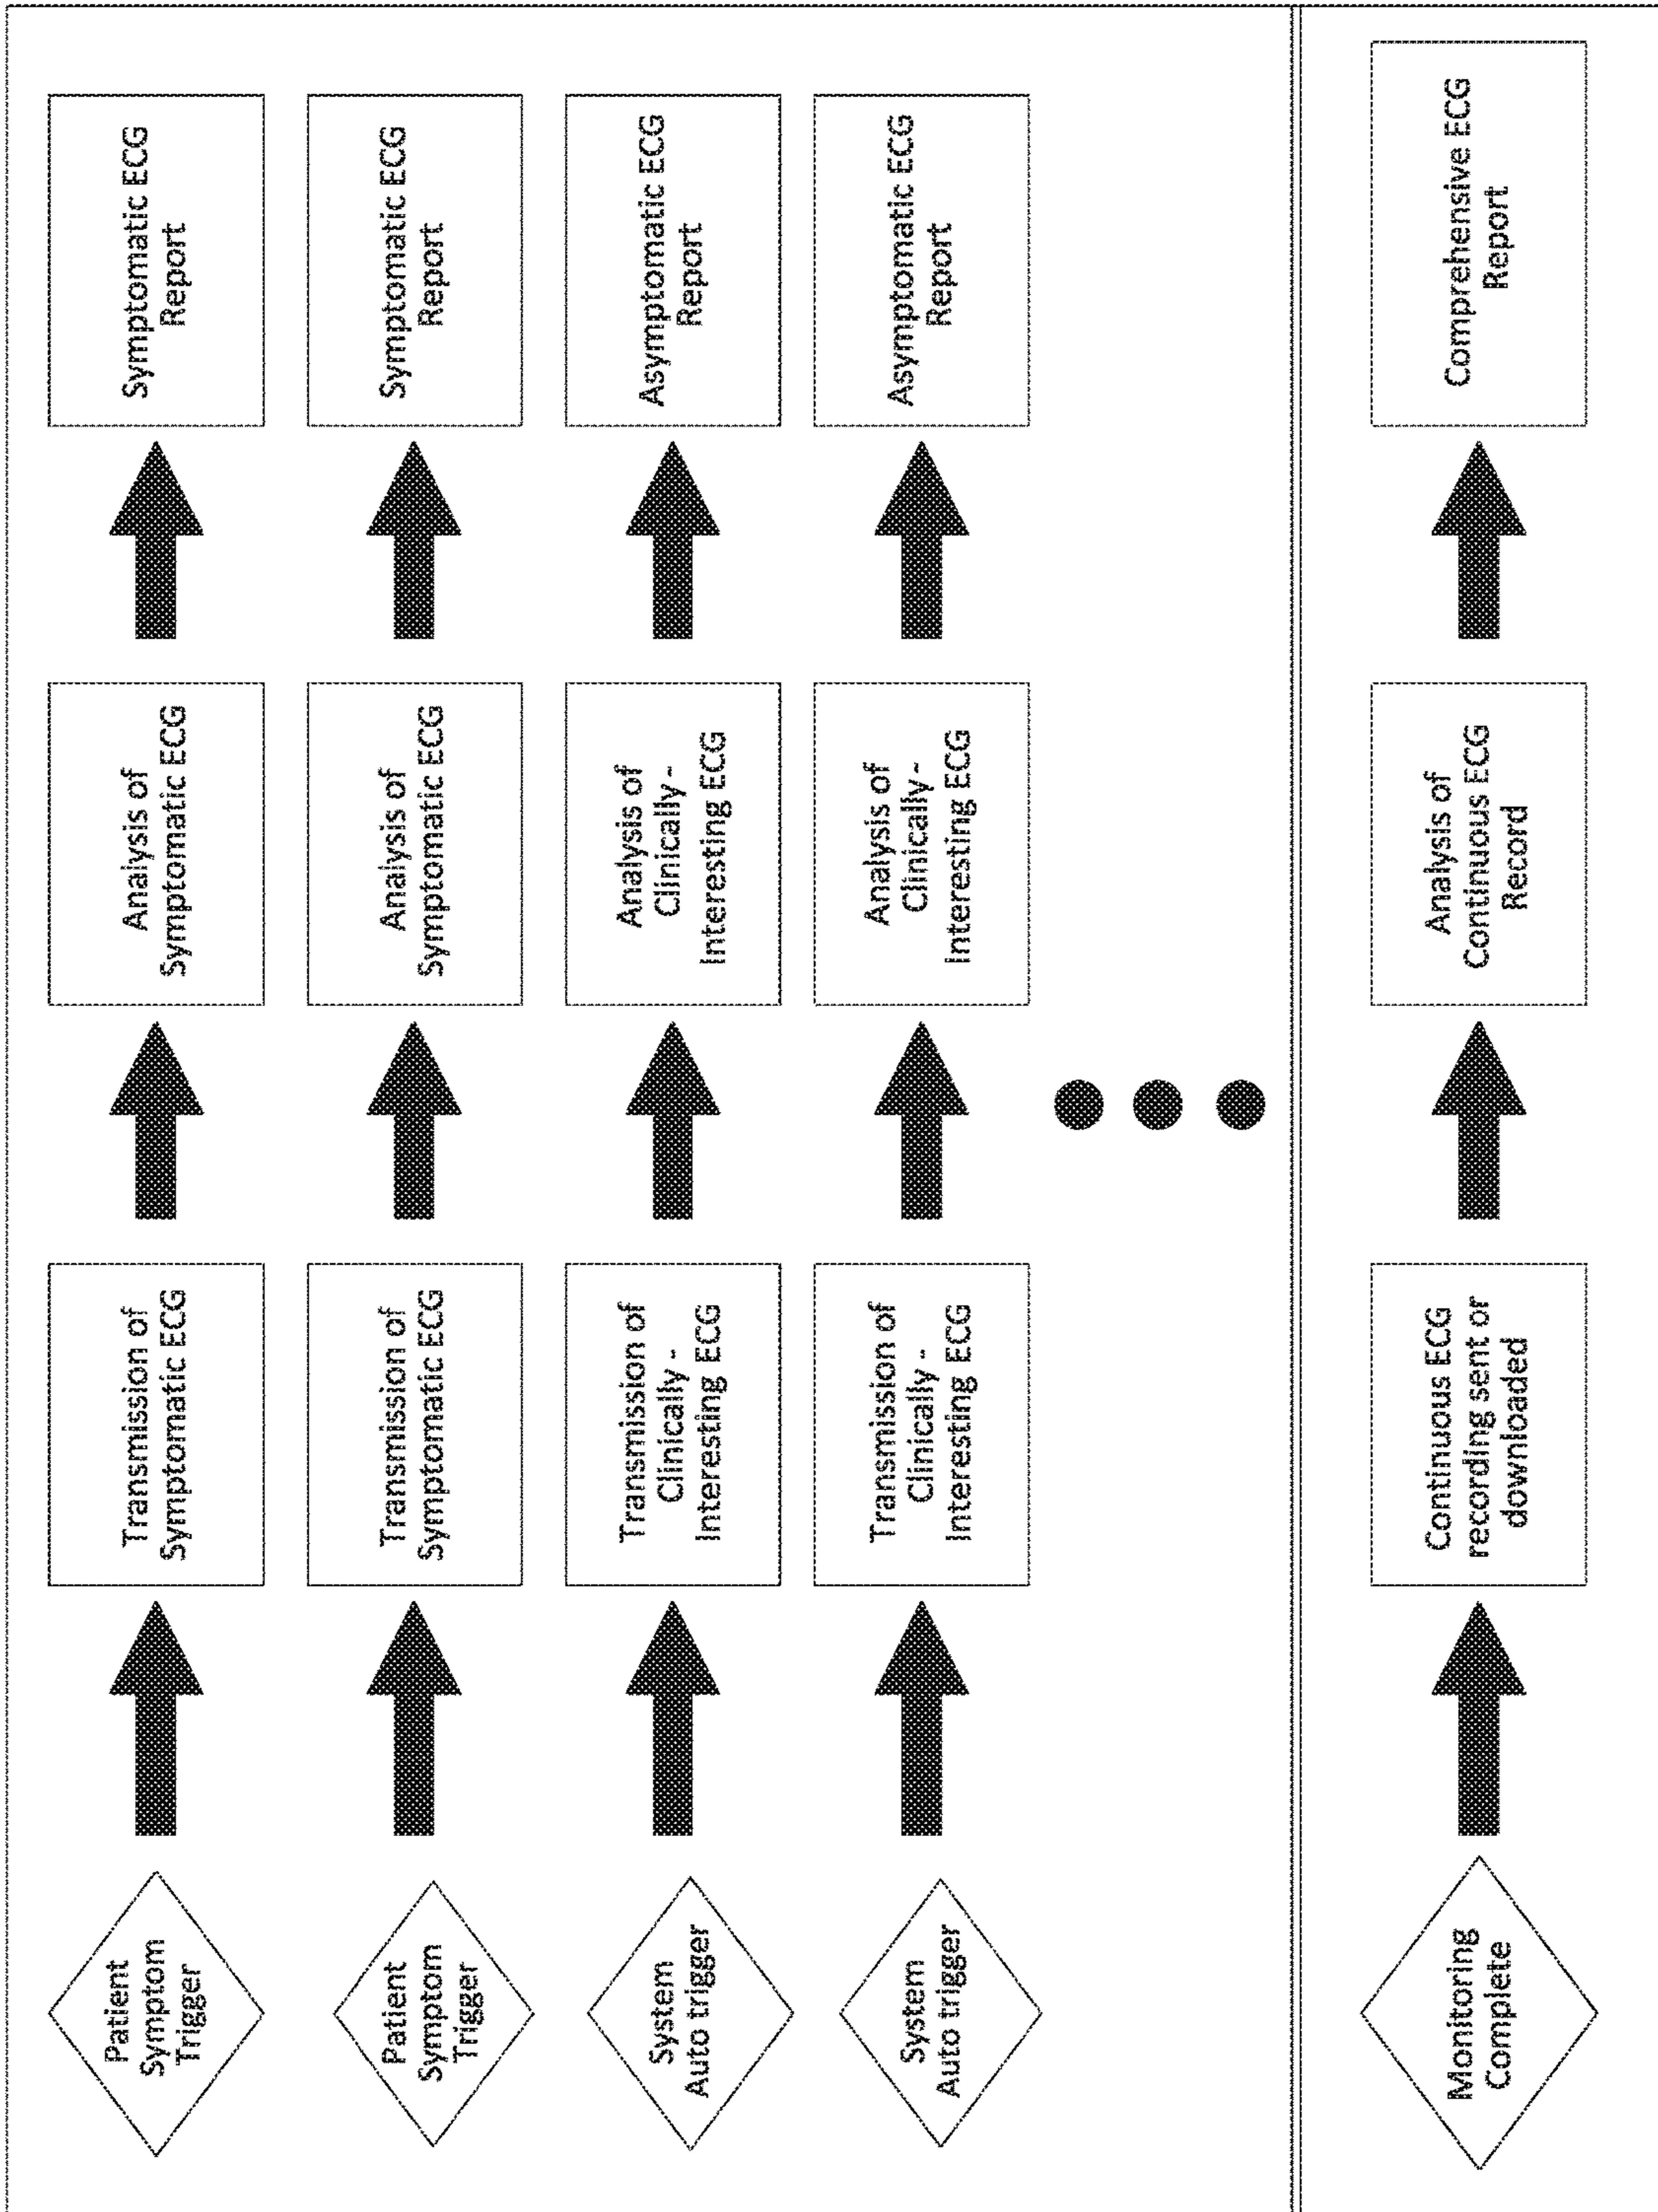 Patient
Symptom
Trigger
Transmission of
Symptomatic ECG
Analysis of
Symptomatic ECG
Symptomatic ECG
Report
Patient
Symptom
Trigger
Transmission of
Symptomatic ECG
Analysis of
Symptomatic ECG
Symptomatic ECG
Report
System
Auto trigger
Transmission of
Clinically -
Interesting ECG
Analysis of
Clinically -
Interesting ECG
Asymptomatic ECG
Report
System
Auto trigger
Transmission of
Clinically -
Interesting ECG
Analysis of
Clinically -
Interesting ECG
Asymptomatic ECG
Report
Monitoring
Complete
Continuous ECG
recording sent or
downloaded
Analysis of
Continuous ECG
Record
Comprehensive ECG
Report